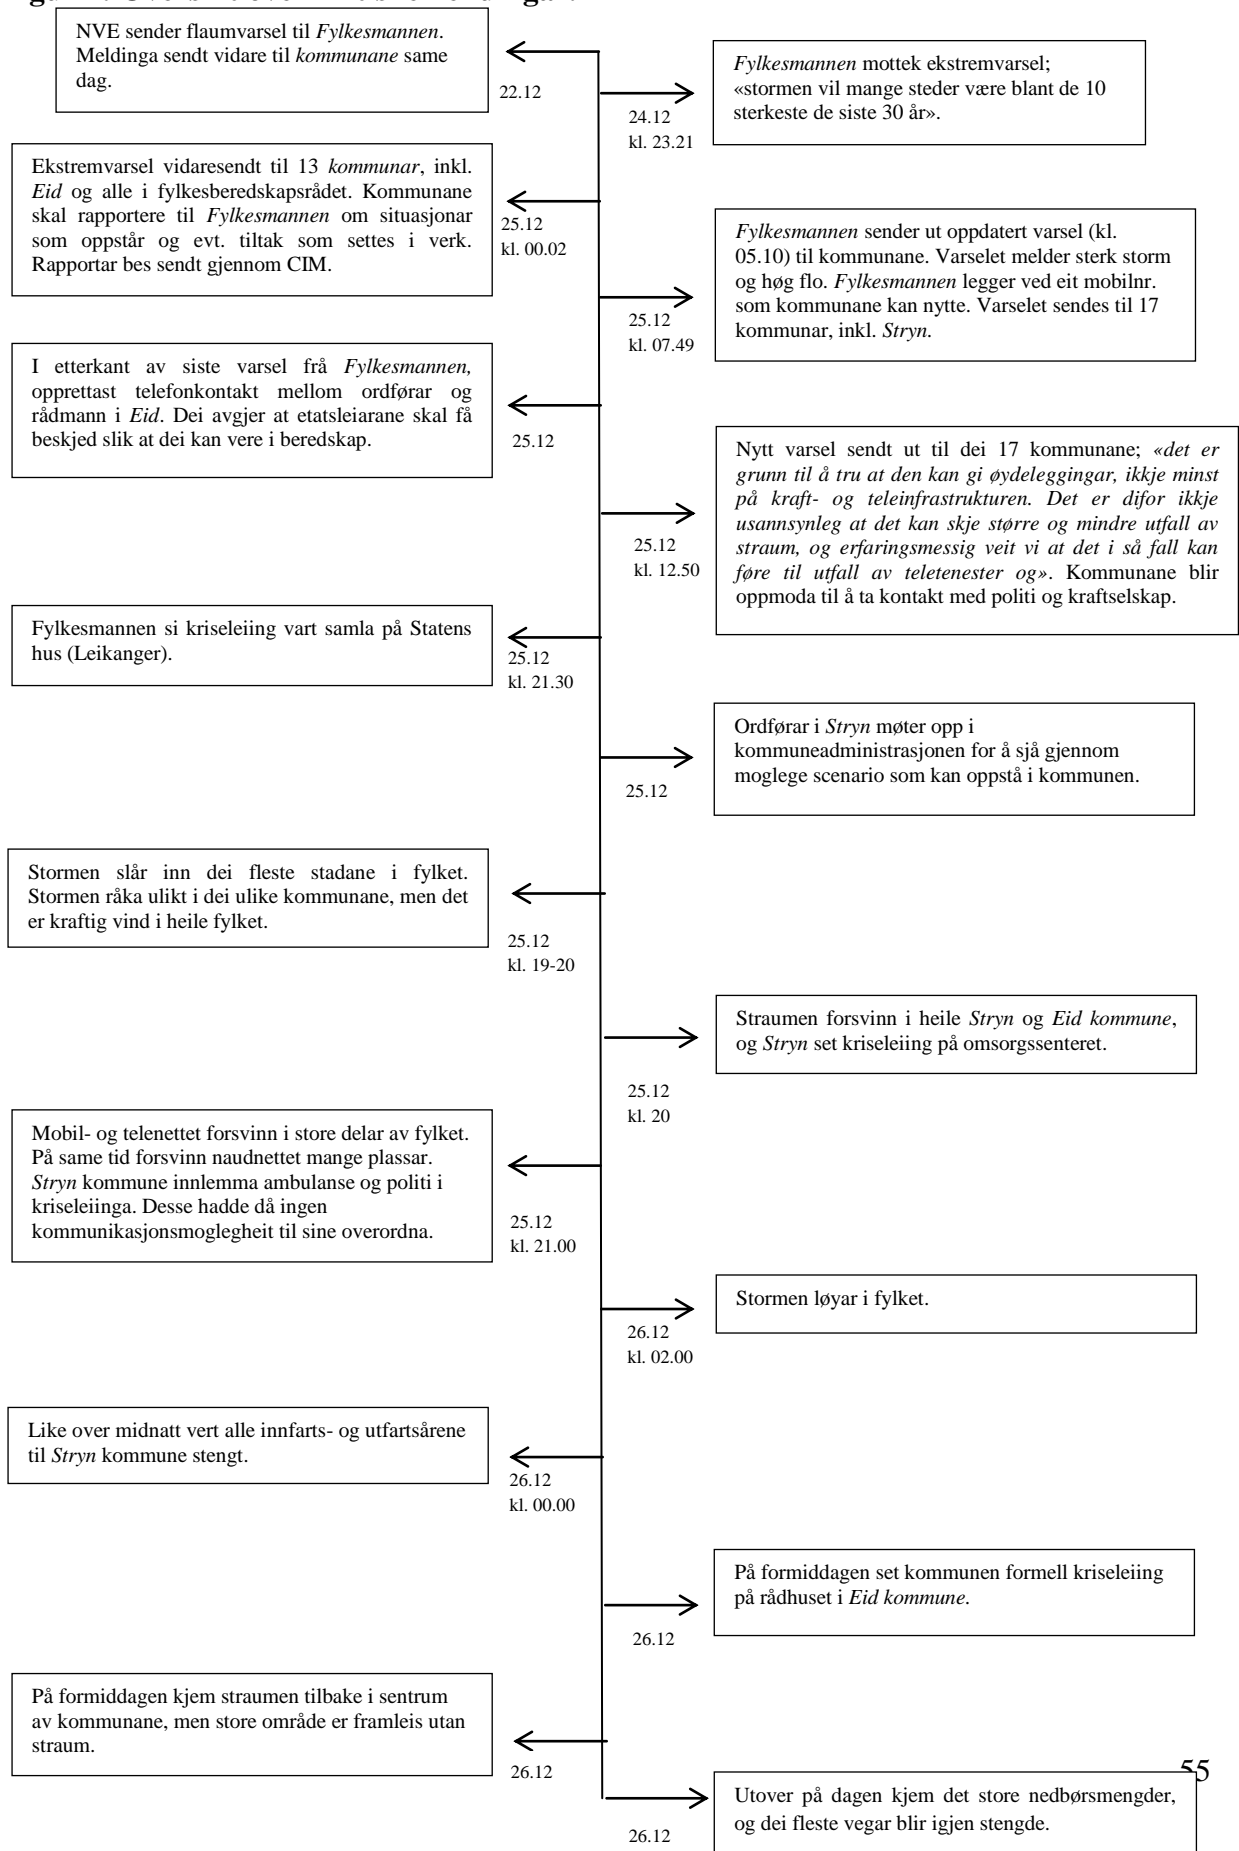 NVE sender flaumvarsel til Fylkesmannen.
Meldinga sendt vidare til kommunane same
dag.
22.12
Fylkesmannen mottek ekstremvarsel;
«stormen vil mange steder være blant de 10
sterkeste de siste 30 år».
24.12
kl. 23.21
Ekstremvarsel vidaresendt til 13 kommunar, inkl.
Eid og alle i fylkesberedskapsrådet. Kommunane
skal rapportere til Fylkesmannen om situasjonar
som oppstår og evt. tiltak som settes i verk.
Rapportar bes sendt gjennom CIM.
25.12
kl. 00.02
Fylkesmannen sender ut oppdatert varsel (kl.
05.10) til kommunane. Varselet melder sterk storm
og høg flo. Fylkesmannen legger ved eit mobilnr.
som kommunane kan nytte. Varselet sendes til 17
kommunar, inkl. Stryn.
25.12
kl. 07.49
I etterkant av siste varsel frå Fylkesmannen,
opprettast telefonkontakt mellom ordførar og
rådmann i Eid. Dei avgjer at etatsleiarane skal få
beskjed slik at dei kan vere i beredskap.
25.12
Nytt varsel sendt ut til dei 17 kommunane; «det er
grunn til å tru at den kan gi øydeleggingar, ikkje minst
på kraft- og teleinfrastrukturen. Det er difor ikkje
usannsynleg at det kan skje større og mindre utfall av
straum, og erfaringsmessig veit vi at det i så fall kan
føre til utfall av teletenester og». Kommunane blir
oppmoda til å ta kontakt med politi og kraftselskap.
25.12
kl. 12.50
Fylkesmannen si kriseleiing vart samla på Statens
hus (Leikanger).
25.12
kl. 21.30
Ordførar i Stryn møter opp i
kommuneadministrasjonen for å sjå gjennom
moglege scenario som kan oppstå i kommunen.
25.12
Stormen slår inn dei fleste stadane i fylket.
Stormen råka ulikt i dei ulike kommunane, men det
er kraftig vind i heile fylket.
25.12
kl. 19-20
Straumen forsvinn i heile Stryn og Eid kommune,
og Stryn set kriseleiing på omsorgssenteret.
25.12
kl. 20
Mobil- og telenettet forsvinn i store delar av fylket.
På same tid forsvinn naudnettet mange plassar.
Stryn kommune innlemma ambulanse og politi i
kriseleiinga. Desse hadde då ingen
kommunikasjonsmoglegheit til sine overordna.
25.12
kl. 21.00
Stormen løyar i fylket.
26.12
kl. 02.00
Like over midnatt vert alle innfarts- og utfartsårene
til Stryn kommune stengt.
26.12
kl. 00.00
På formiddagen set kommunen formell kriseleiing
på rådhuset i Eid kommune.
26.12
På formiddagen kjem straumen tilbake i sentrum
av kommunane, men store område er framleis utan
straum.
26.12
55
Utover på dagen kjem det store nedbørsmengder,
og dei fleste vegar blir igjen stengde.
26.12